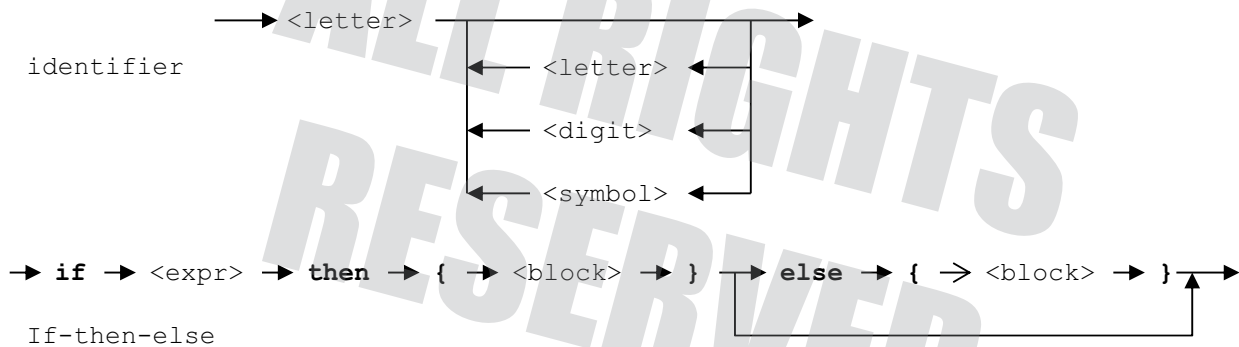 <letter>
identifier
<letter>
<digit>
<symbol>
if <expr> then { <block> } else { <block> }
If-then-else
ALL RIGHTS
RESERVED